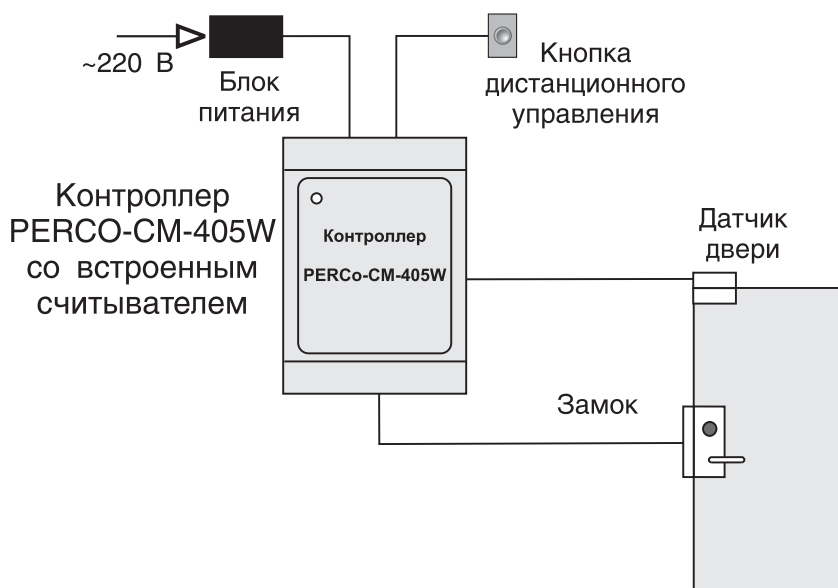 ~220 В
Блок
питания
Кнопка
дистанционного
управления
Контроллер
PERCO-CM-405W
со встроенным
считывателем
Контроллер
PERCo-CM-405W
Датчик
двери
Замок